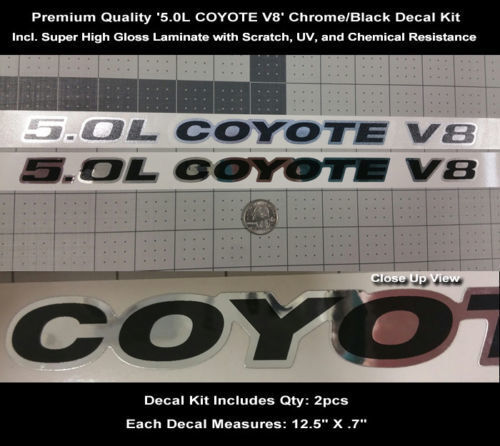 Premium Quality '5.0L COYOTE V8' Chrome/Black Decal Kit
Incl. Super High Gloss Laminate with Scratch, UV, and Chemical Resistance
5.0L COYOTE V8
5.0L COYOTE V8
Close Up View
COYOT
Decal Kit Includes Qty: 2pcs
Each Decal Measures: 12.5" X .7"